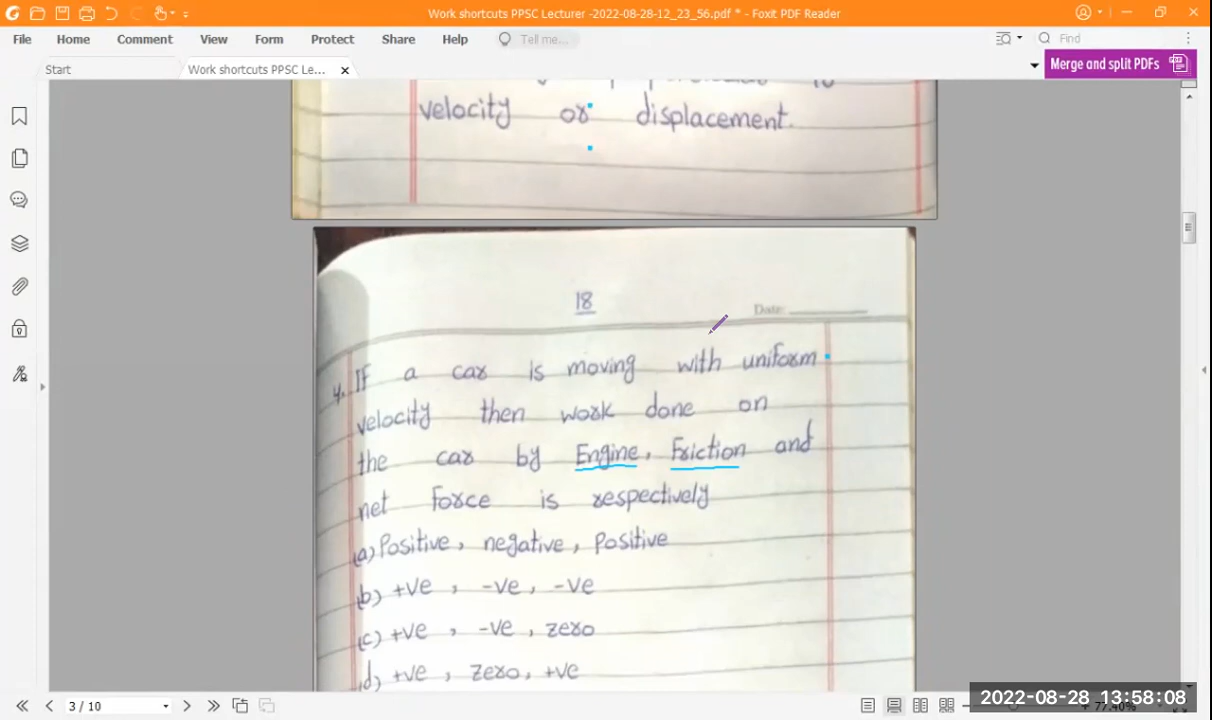 Work shortcuts PPSC Lecturer -2022-08-28-12_23_56.pdf * - Foxit PDF Reader
File Home Comment View Form Protect Share Help Tell me... Find
Start Work shortcuts PPSC Le... Merge and split PDFs
velocity or displacement.
18
Date:
4. If a car is moving with uniform
velocity then work done on
the car by Engine, Friction and
net Force is respectively
(a) Positive, negative, Positive
(b) +ve, -ve, -ve
(c) +ve, -ve, zero
(d) +ve, zero, +ve
3 / 10
2022-08-28 13:58:08